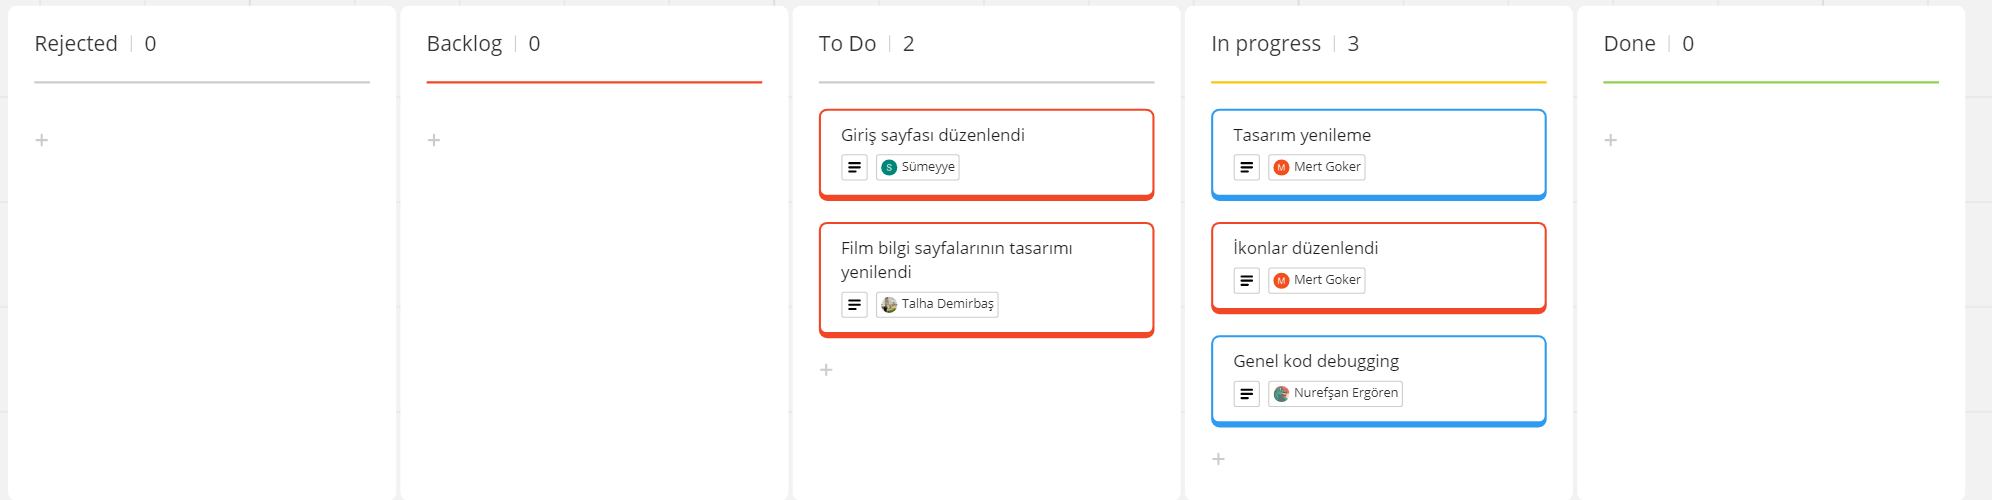 Rejected | 0
+
Backlog | 0
+
To Do | 2
Giriş sayfası düzenlendi
S Sümeyye
Film bilgi sayfalarının tasarımı
yenilendi
Talha Demirbaş
+
In progress | 3
Tasarım yenileme
M Mert Goker
İkonlar düzenlendi
M Mert Goker
Genel kod debugging
Nurefşan Ergören
+
Done | 0
+